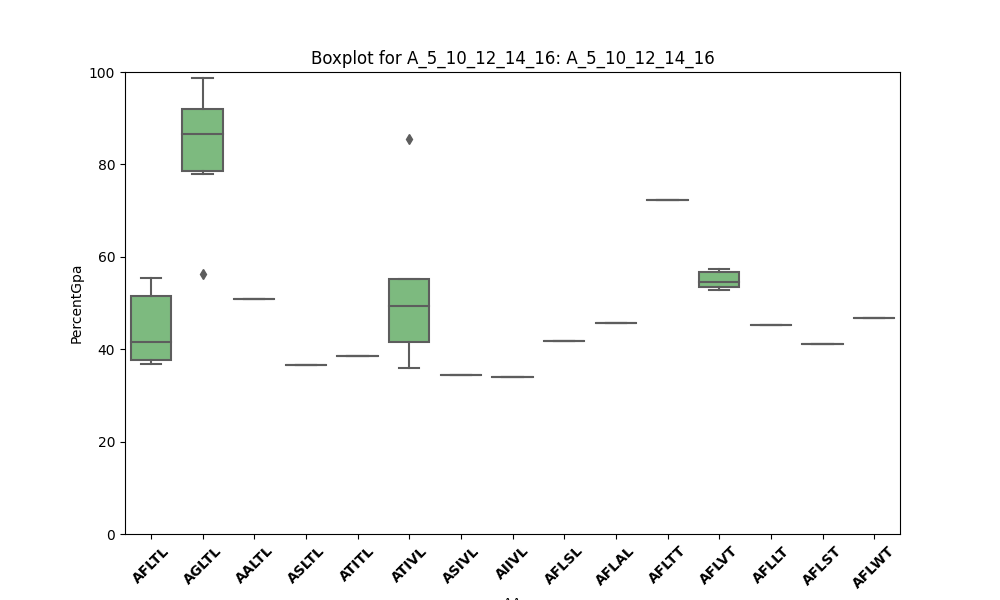 Boxplot for A_5_10_12_14_16: A_5_10_12_14_16
100
80
60
40
20
0
PercentGpa
AFLTL
AGLTL
AALTL
ASLTL
ATITL
ATIVL
ASIVL
AIIVL
AFLSL
AFLAL
AFLTT
AFLVT
AFLLT
AFLST
AFLWT